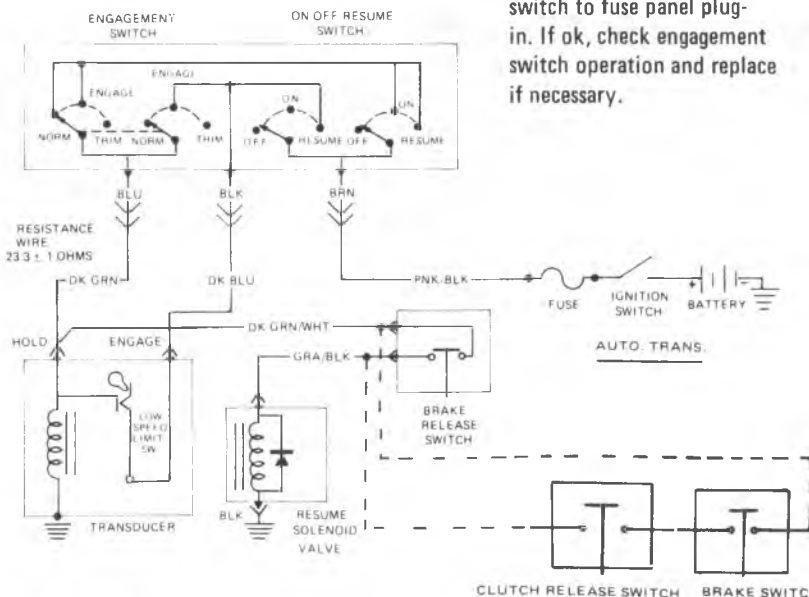 ENGAGEMENT
SWITCH
ON OFF RESUME
SWITCH
switch to fuse panel plug-
in. If ok, check engagement
switch operation and replace
if necessary.
ENGAGE
ENGAGE
ON
ON
NORM TRIM NORM TRIM OFF RESUME OFF RESUME
BLU BLK BRN
RESISTANCE
WIRE
23.3 ± .1 OHMS
DK GRN DK BLU PNK-BLK
FUSE
IGNITION
SWITCH
BATTERY
+ -
HOLD ENGAGE DK GRN/WHT
AUTO. TRANS.
GRA/BLK
LOW
SPEED
LIMIT
SW
BRAKE
RELEASE
SWITCH
BLK
TRANSDUCER
RESUME
SOLENOID
VALVE
CLUTCH RELEASE SWITCH
BRAKE SWITC